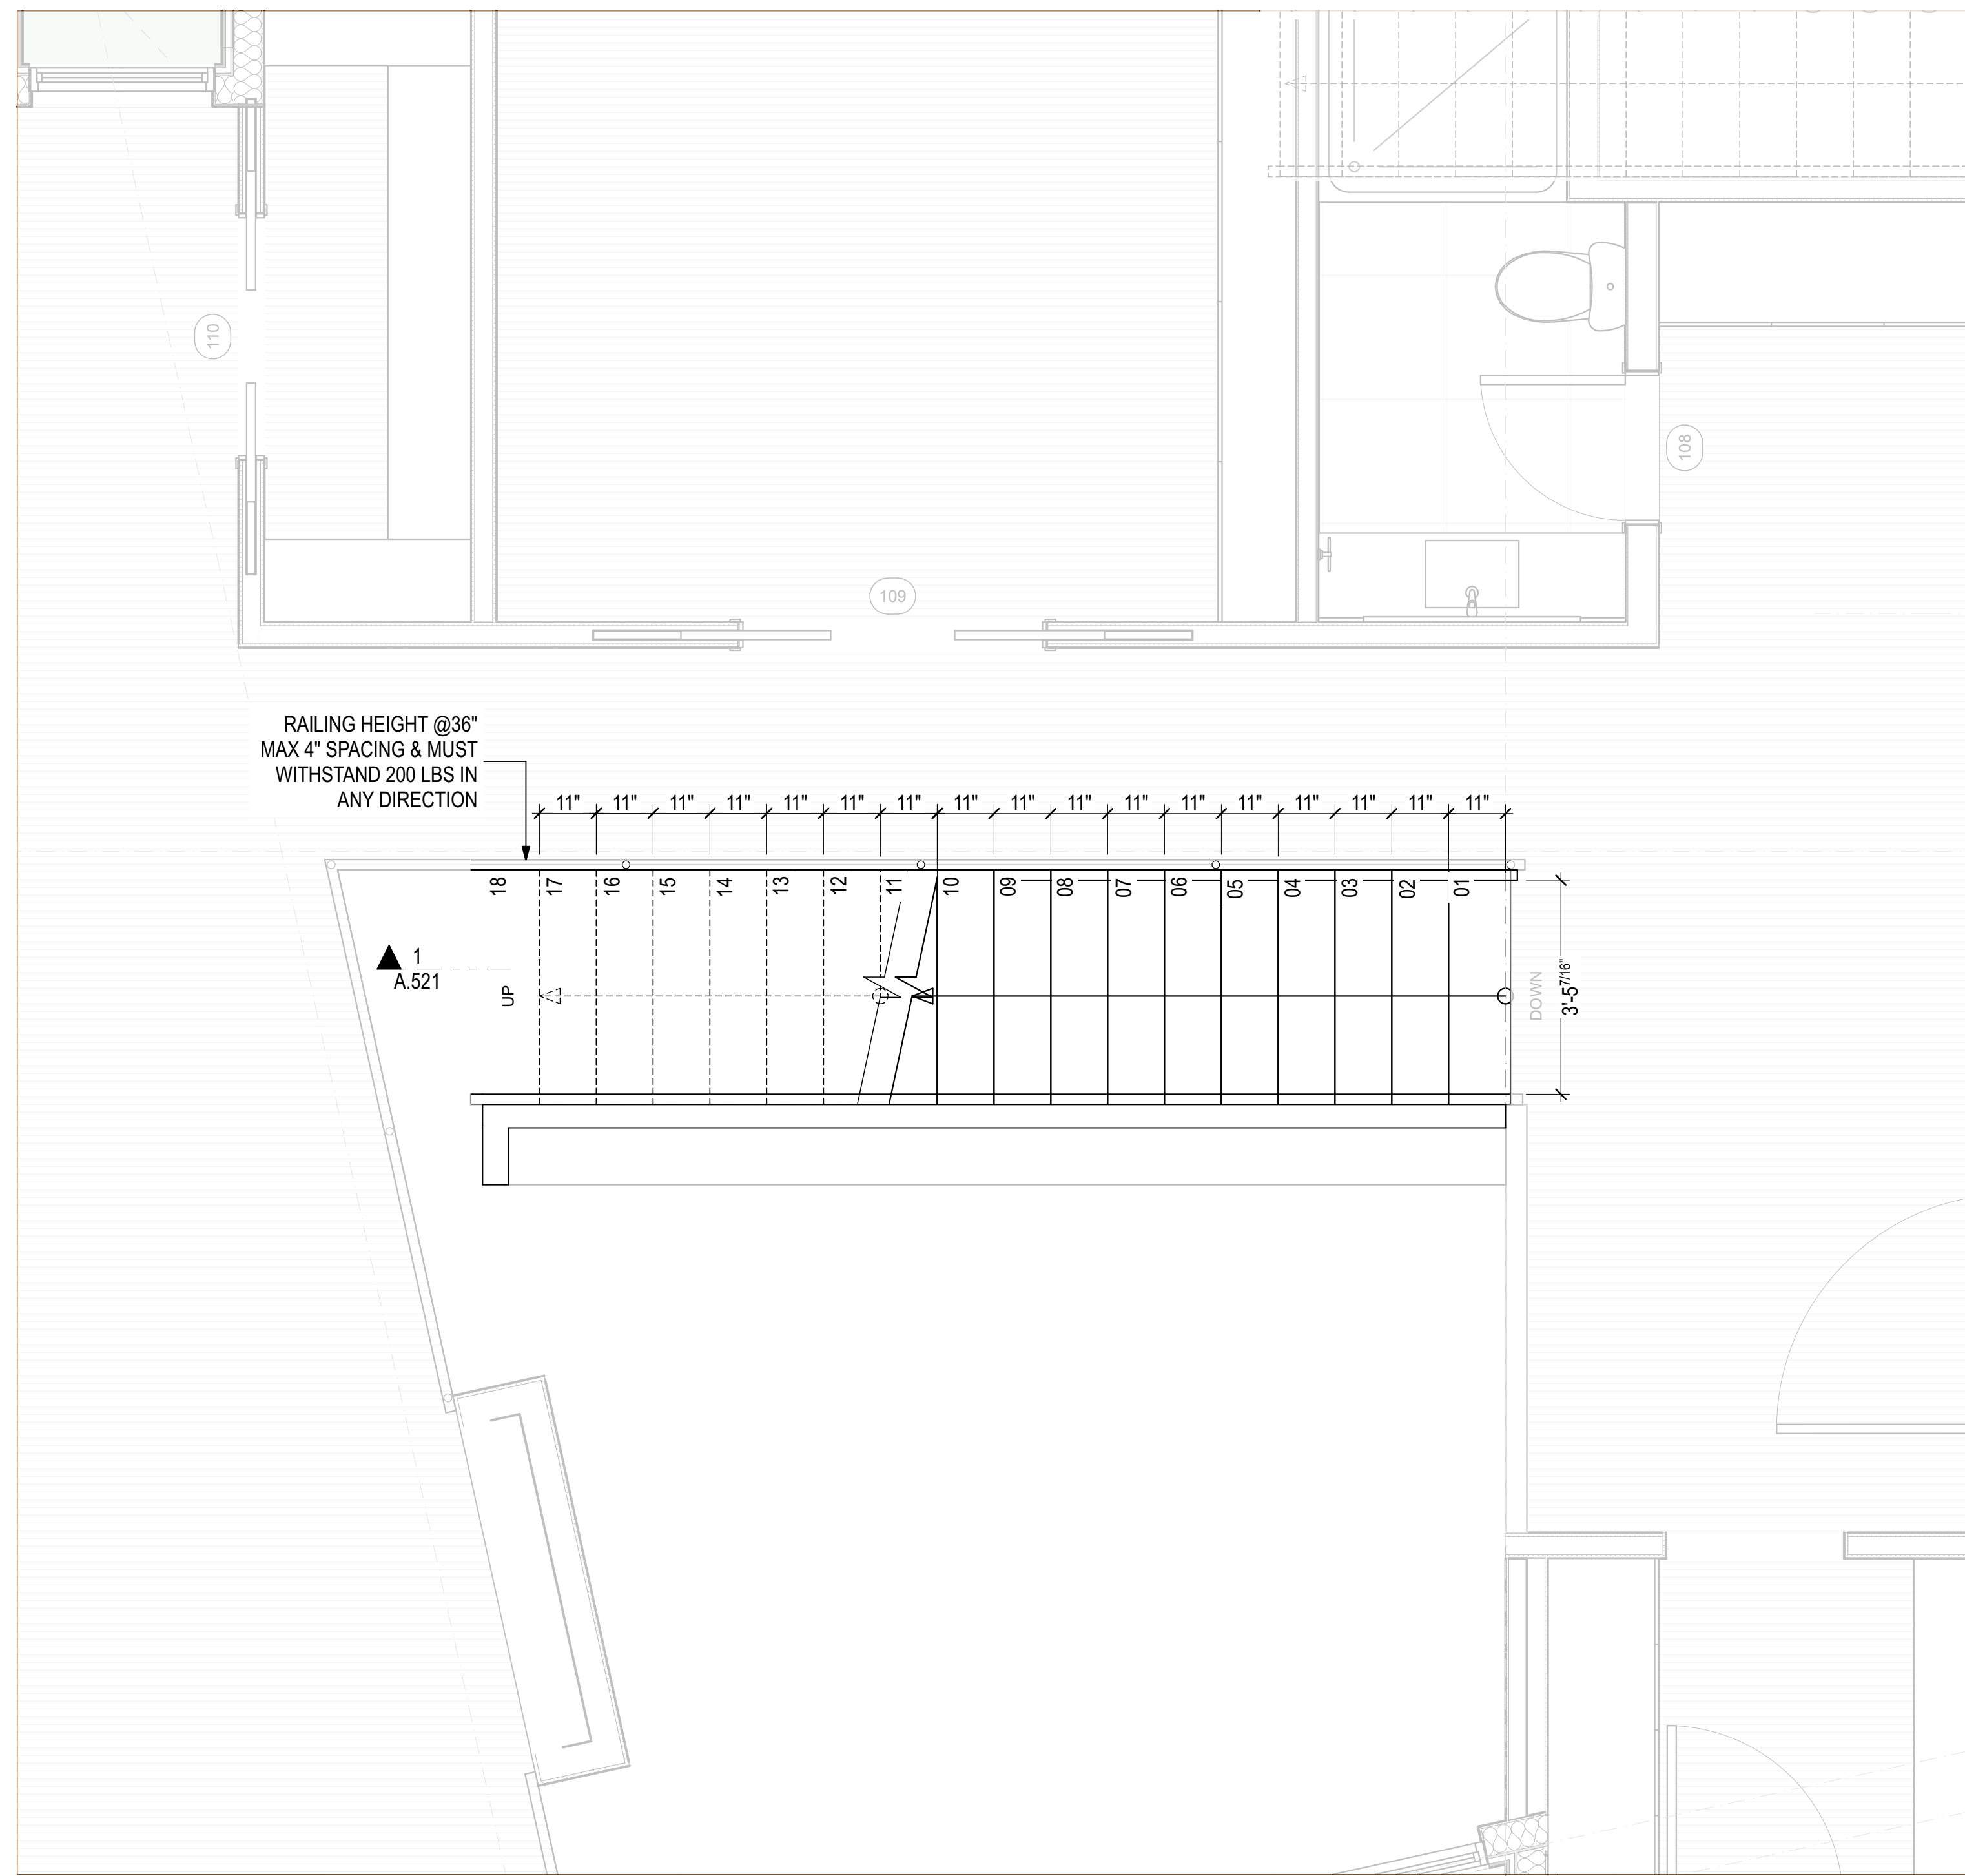 110
108
109
RAILING HEIGHT @36"
MAX 4" SPACING & MUST
WITHSTAND 200 LBS IN
ANY DIRECTION
11" 11" 11" 11" 11" 11" 11" 11" 11" 11" 11" 11" 11" 11" 11" 11" 11"
18 17 16 15 14 13 12 11 10 09 08 07 06 05 04 03 02 01
1
A.521
UP
DOWN
3'-5 7/16"